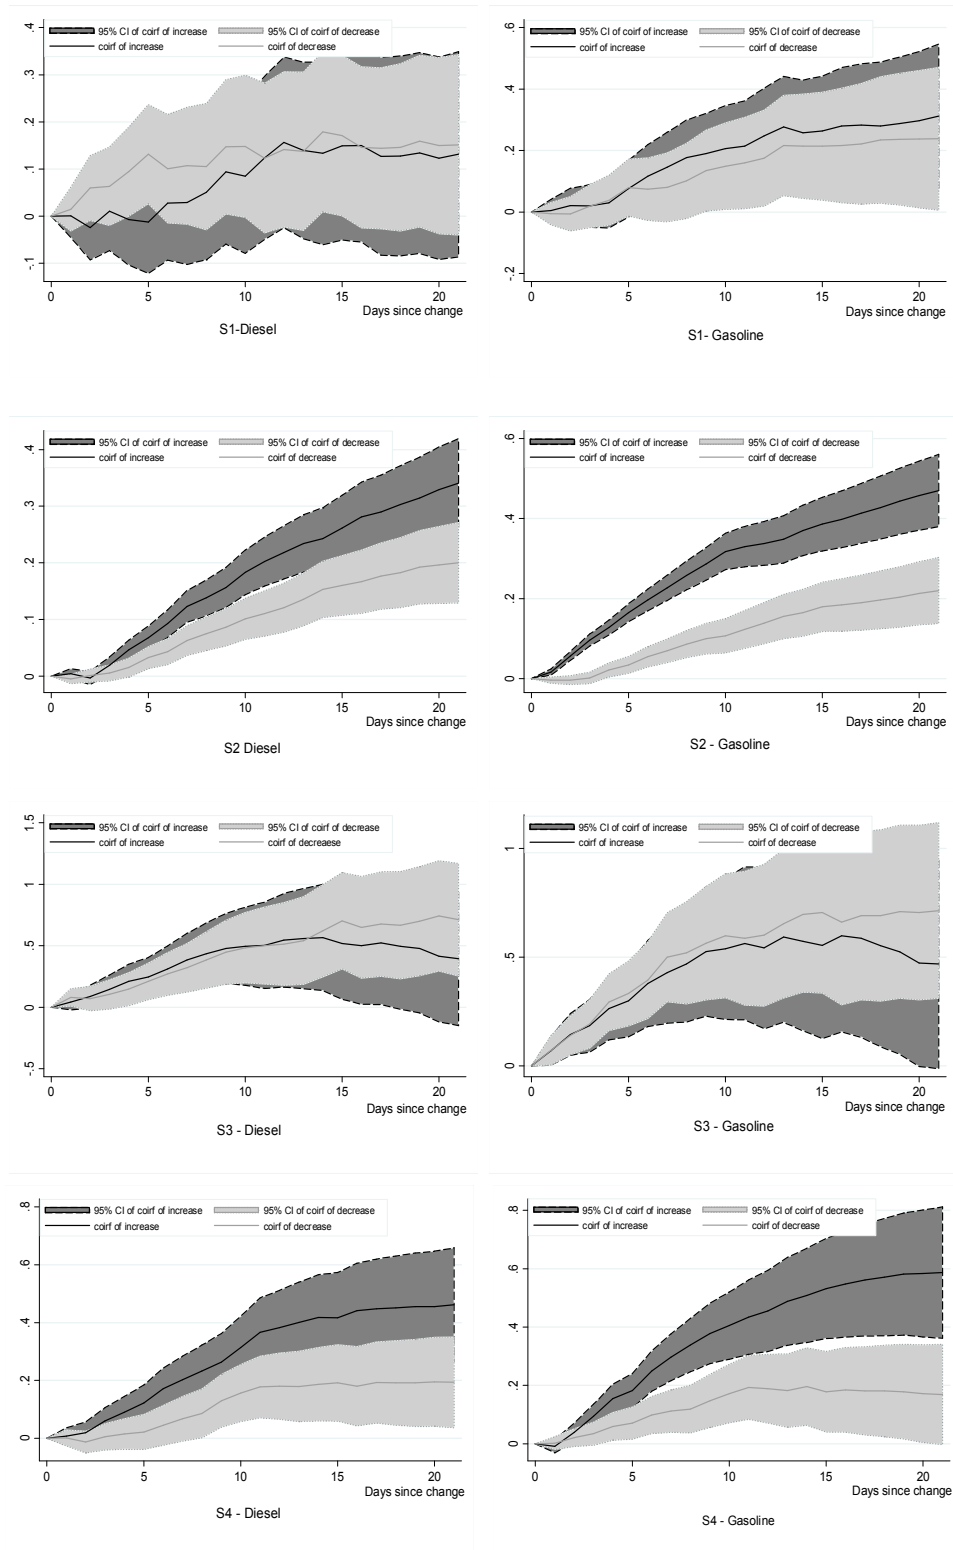 95% CI of coirf of increase 95% CI of coirf of decrease
coirf of increase coirf of decrease
.4
.3
.2
.1
0
-.1
0 5 10 15 20
Days since change
S1-Diesel
95% CI of coirf of increase 95% CI of coirf of decrease
coirf of increase coirf of decrease
.6
.4
.2
0
-.2
0 5 10 15 20
Days since change
S1- Gasoline
95% CI of coirf of increase 95% CI of coirf of decrease
coirf of increase coirf of decrease
.4
.3
.2
.1
0
0 5 10 15 20
Days since change
S2 Diesel
95% CI of coirf of increase 95% CI of coirf of decrease
coirf of increase coirf of decrease
.6
.4
.2
0
0 5 10 15 20
Days since change
S2 - Gasoline
95% CI of coirf of increase 95% CI of coirf of decrease
coirf of increase coirf of decreaese
1.5
1
.5
0
-.5
0 5 10 15 20
Days since change
S3 - Diesel
95% CI of coirf of increase 95% CI of coirf of decrease
coirf of increase coirf of decrease
1
.5
0
0 5 10 15 20
Days since change
S3 - Gasoline
95% CI of coirf of increase 95% CI of coirf of decrease
coirf of increase coirf of decrease
.8
.6
.4
.2
0
0 5 10 15 20
Days since change
S4 - Diesel
95% CI of coirf of increase 95% CI of coirf of decrease
coirf of increase coirf of decrease
.8
.6
.4
.2
0
0 5 10 15 20
Days since change
S4 - Gasoline